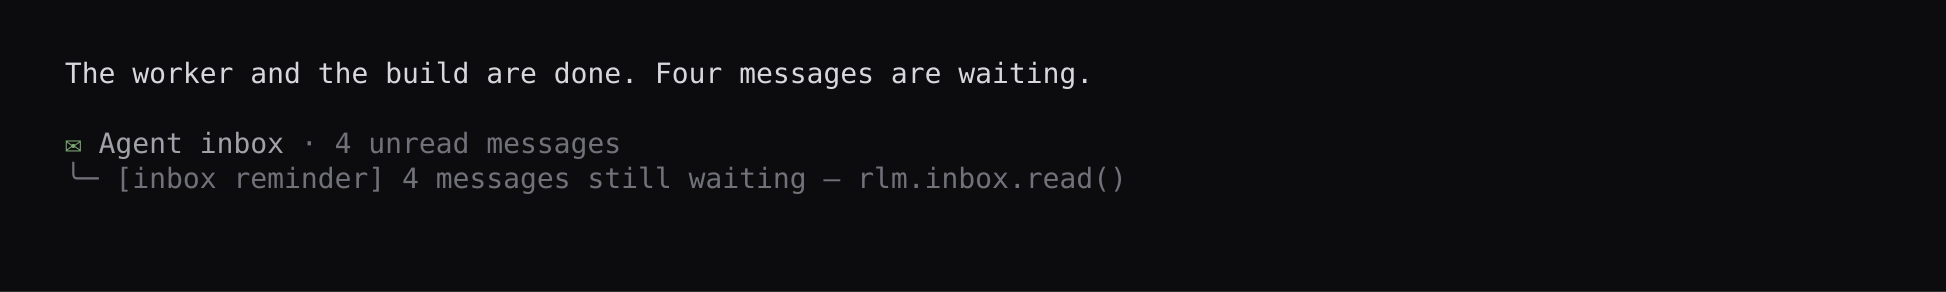 The worker and the build are done. Four messages are waiting.
✉ Agent inbox · 4 unread messages
╰─ [inbox reminder] 4 messages still waiting — rlm.inbox.read()